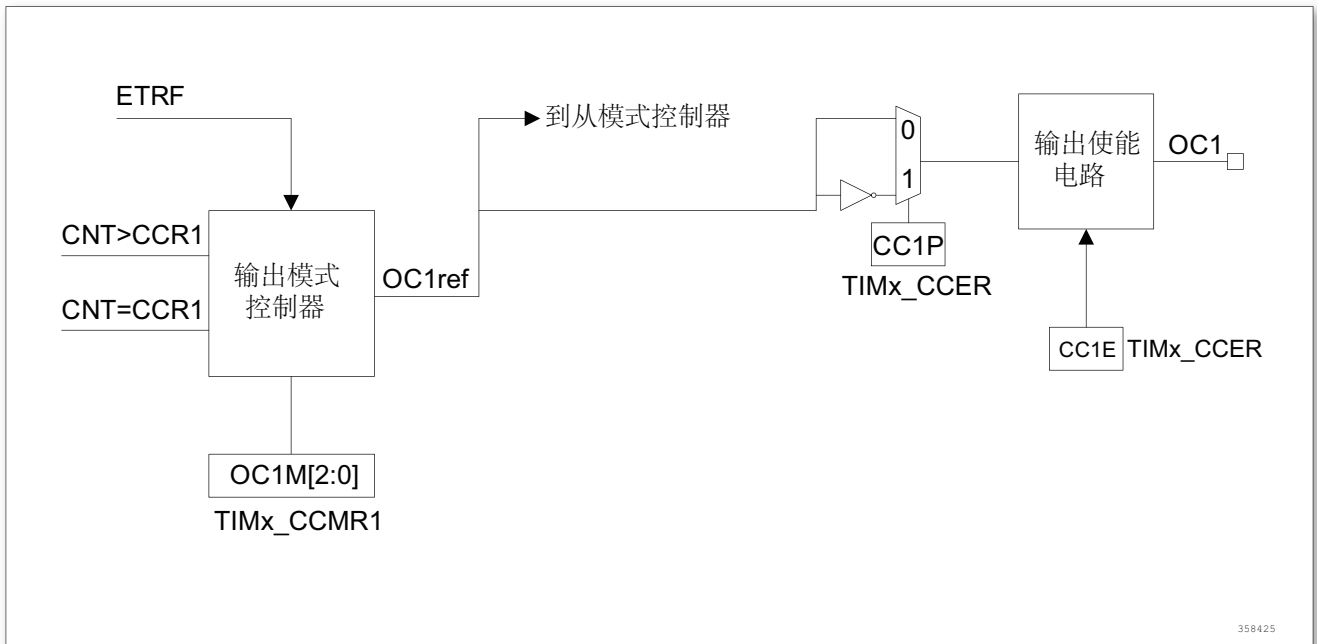 ETRF
到从模式控制器
0
1
输出使能
电路
OC1
CNT>CCR1
CNT=CCR1
输出模式
控制器
OC1ref
CC1P
TIMx_CCER
CC1E
TIMx_CCER
OC1M[2:0]
TIMx_CCMR1
358425